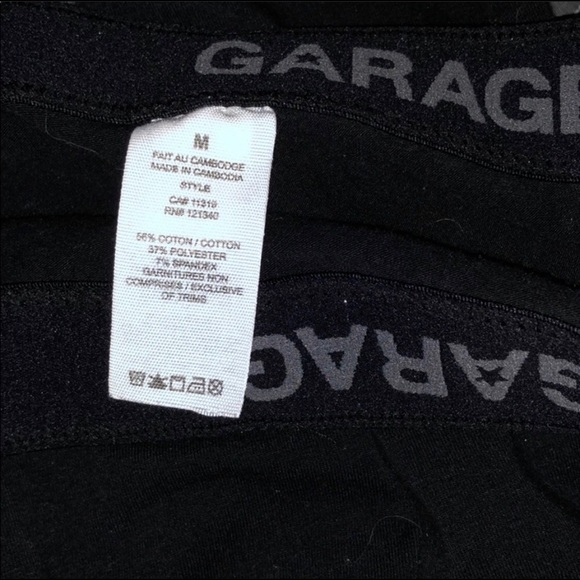 GARAGE
M
FAIT AU CAMBODGE
MADE IN CAMBODIA
STYLE
CA# 11319
RN# 121340
56% COTON / COTTON
37% POLYESTER
7% SPANDEX
GARNITURES NON
COMPRISES / EXCLUSIVE
OF TRIMS
GARAG